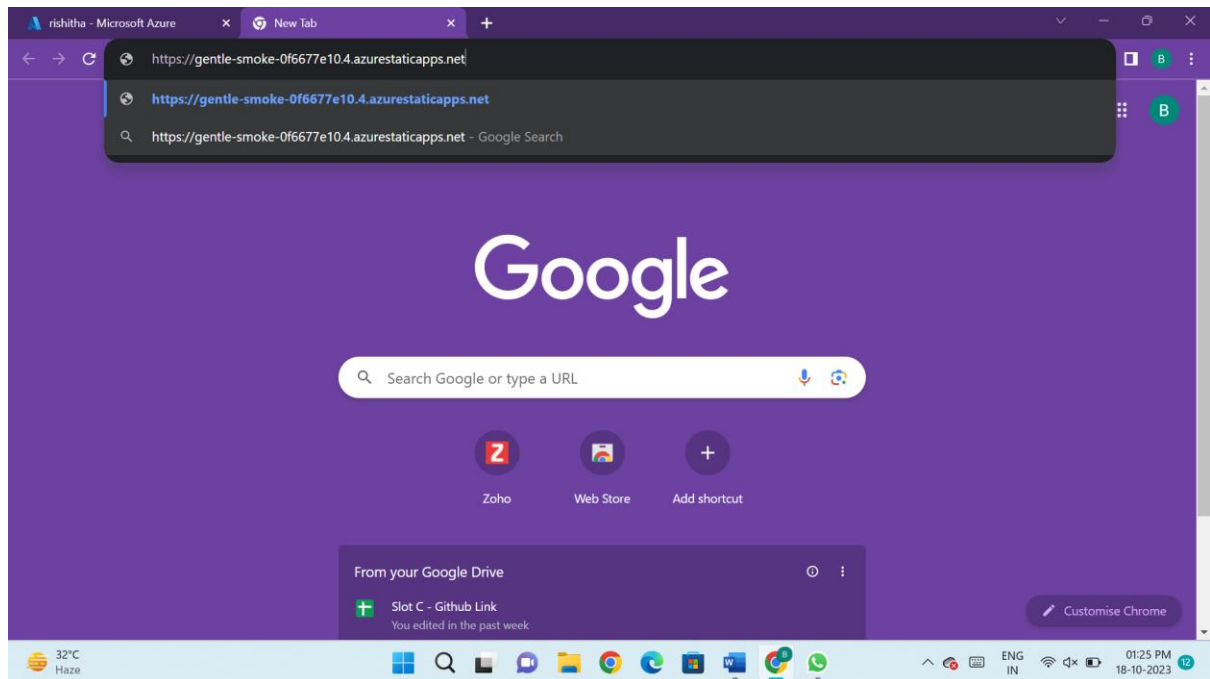 rishitha - Microsoft Azure
New Tab
https://gentle-smoke-0f6677e10.4.azurestaticapps.net
B
https://gentle-smoke-0f6677e10.4.azurestaticapps.net
https://gentle-smoke-0f6677e10.4.azurestaticapps.net - Google Search
B
Google
Search Google or type a URL
Z
Zoho
Web Store
Add shortcut
From your Google Drive
Slot C - Github Link
You edited in the past week
Customise Chrome
32°C
Haze
ENG
IN
01:25 PM
18-10-2023
12